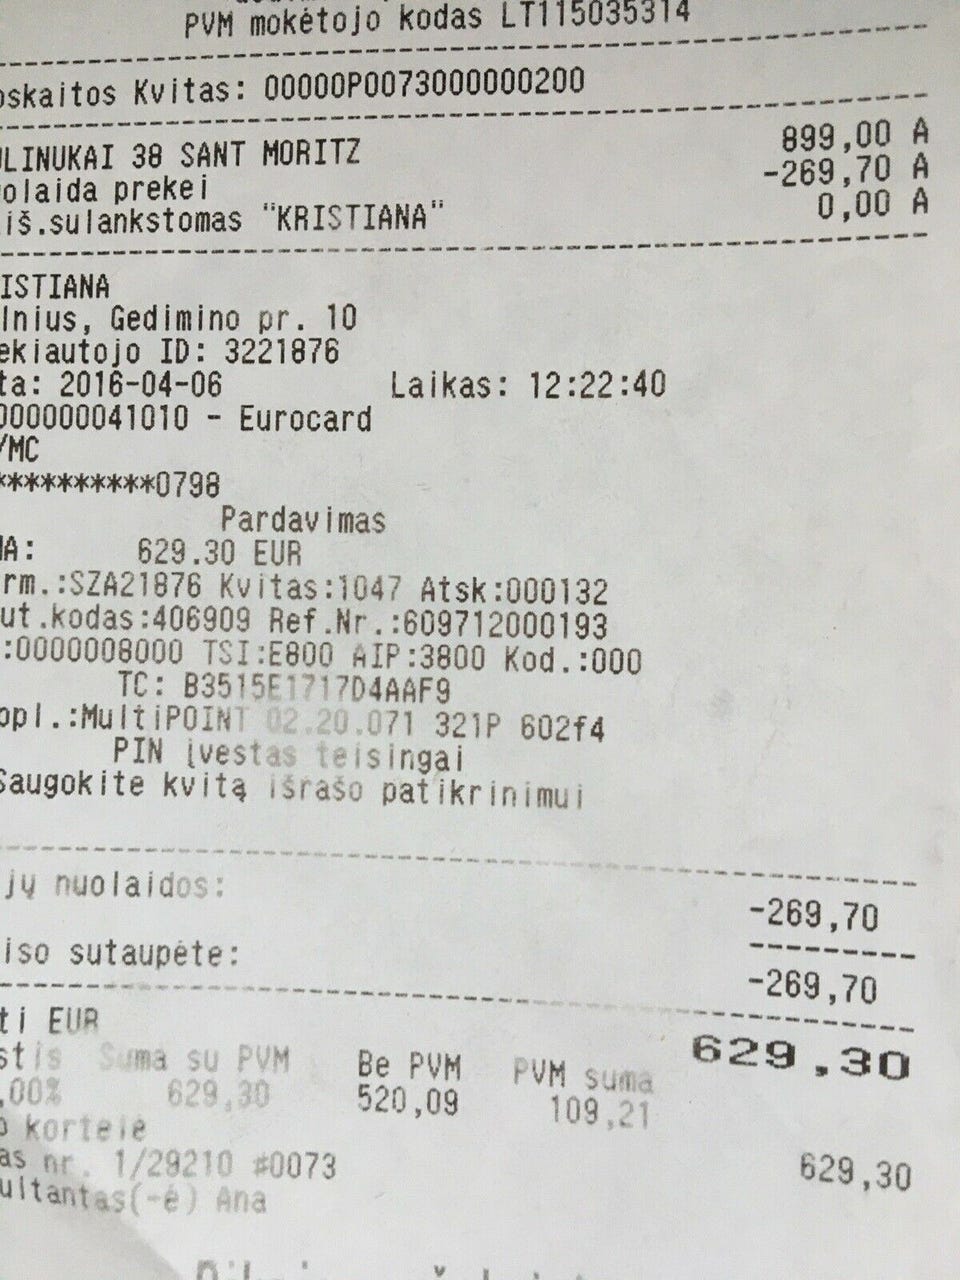 PVM mokėtojo kodas LT115035314
oskaitos Kvitas: 00000P0073000000200
LINUKAI 38 SANT MORITZ 899,00 A
olaida prekei -269,70 A
iš.sulankstomas "KRISTIANA" 0,00 A
ISTIANA
lnius, Gedimino pr. 10
ekiautojo ID: 3221876
ta: 2016-04-06 Laikas: 12:22:40
000000041010 - Eurocard
/MC
**********0798
Pardavimas
MA: 629.30 EUR
rm.:SZA21876 Kvitas:1047 Atsk:000132
ut.kodas:406909 Ref.Nr.:609712000193
:0000008000 TSI:E800 AIP:3800 Kod.:000
TC: B3515E1717D4AAF9
ppl.:MultiPOINT 02.20.071 321P 602f4
PIN įvestas teisingai
Saugokite kvitą išrašo patikrinimui
jų nuolaidos: -269,70
iso sutaupėte: -269,70
ti EUR 629,30
stis Suma su PVM Be PVM PVM suma
,00% 629,30 520,09 109,21
o kortele 629,30
as nr. 1/29210 #0073
ultantas(-ė) Ana